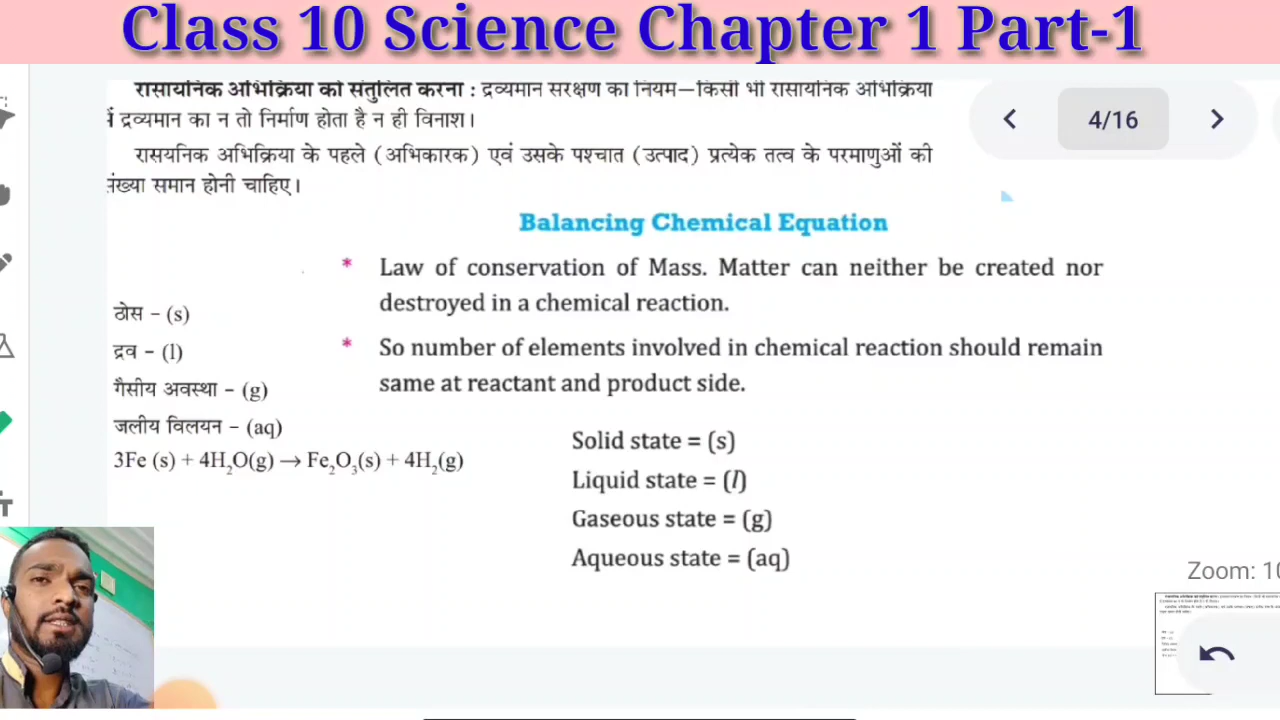 Class 10 Science Chapter 1 Part-1
रासायनिक अभिक्रिया को संतुलित करना : द्रव्यमान संरक्षण का नियम—किसी भी रासायनिक अभिक्रिया
में द्रव्यमान का न तो निर्माण होता है न ही विनाश।
रासयनिक अभिक्रिया के पहले (अभिकारक) एवं उसके पश्चात (उत्पाद) प्रत्येक तत्व के परमाणुओं की
संख्या समान होनी चाहिए।
4/16
Balancing Chemical Equation
* Law of conservation of Mass. Matter can neither be created nor
destroyed in a chemical reaction.
* So number of elements involved in chemical reaction should remain
same at reactant and product side.
ठोस – (s)
द्रव – (l)
गैसीय अवस्था – (g)
जलीय विलयन – (aq)
3Fe (s) + 4H₂O(g) → Fe₂O₃(s) + 4H₂(g)
Solid state = (s)
Liquid state = (l)
Gaseous state = (g)
Aqueous state = (aq)
Zoom: 10